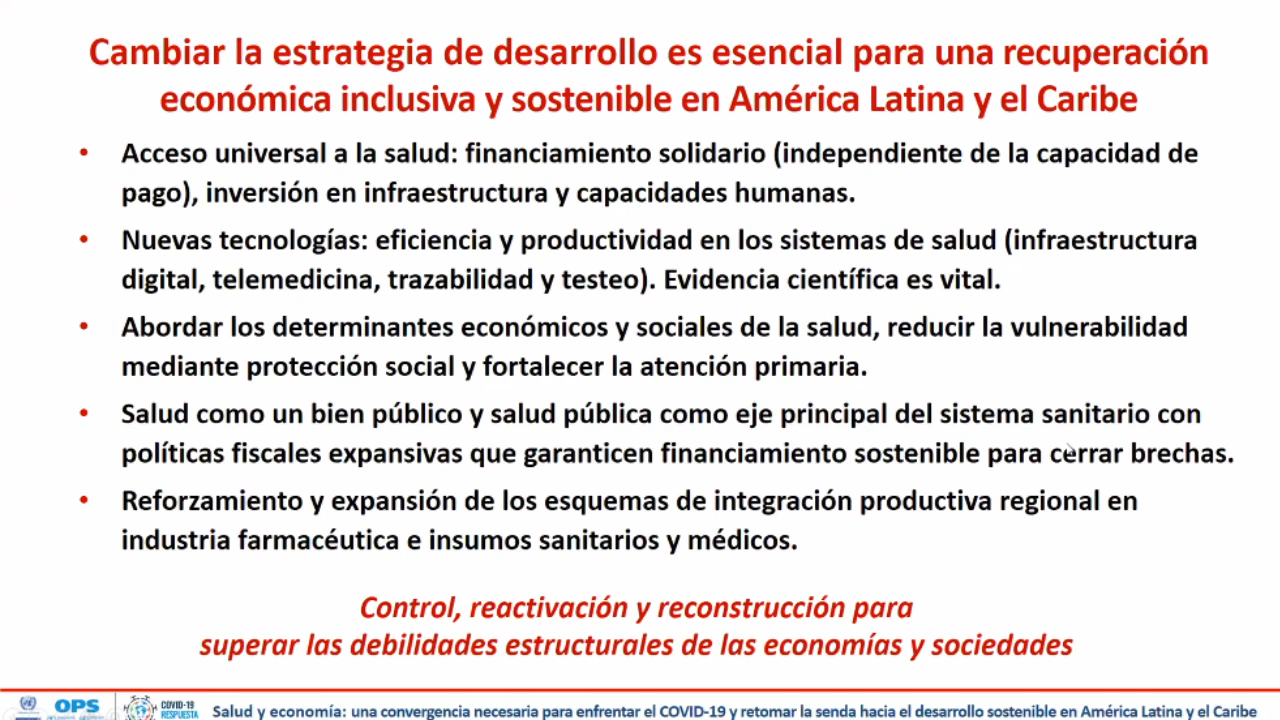 Cambiar la estrategia de desarrollo es esencial para una recuperación
económica inclusiva y sostenible en América Latina y el Caribe
• Acceso universal a la salud: financiamiento solidario (independiente de la capacidad de
pago), inversión en infraestructura y capacidades humanas.
• Nuevas tecnologías: eficiencia y productividad en los sistemas de salud (infraestructura
digital, telemedicina, trazabilidad y testeo). Evidencia científica es vital.
• Abordar los determinantes económicos y sociales de la salud, reducir la vulnerabilidad
mediante protección social y fortalecer la atención primaria.
• Salud como un bien público y salud pública como eje principal del sistema sanitario con
políticas fiscales expansivas que garanticen financiamiento sostenible para cerrar brechas.
• Reforzamiento y expansión de los esquemas de integración productiva regional en
industria farmacéutica e insumos sanitarios y médicos.
Control, reactivación y reconstrucción para
superar las debilidades estructurales de las economías y sociedades
OPS
COVID-19
RESPUESTA
Salud y economía: una convergencia necesaria para enfrentar el COVID-19 y retomar la senda hacia el desarrollo sostenible en América Latina y el Caribe